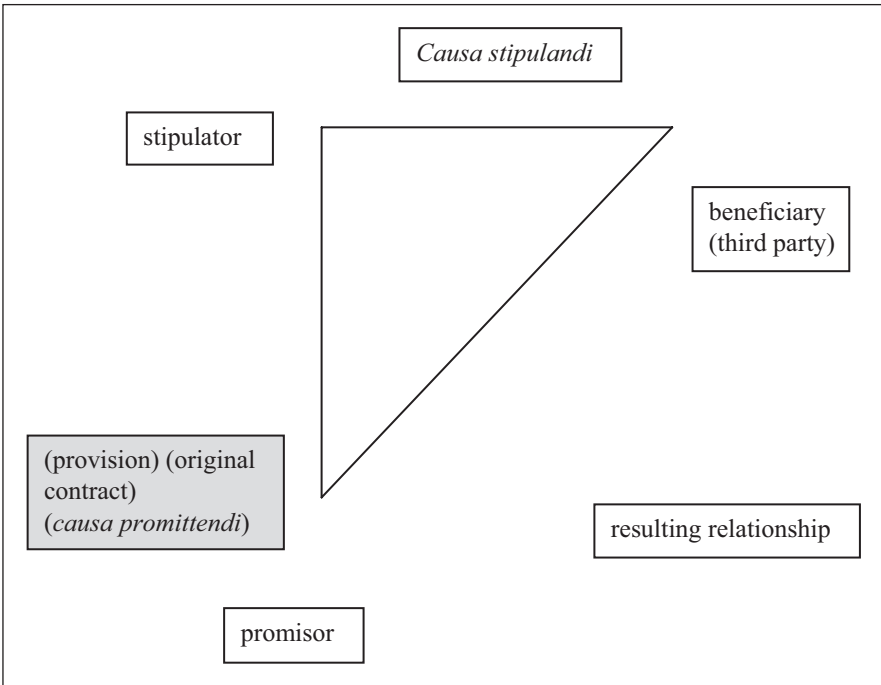 Causa stipulandi
stipulator
beneficiary
(third party)
(provision) (original
contract)
(causa promittendi)
resulting relationship
promisor